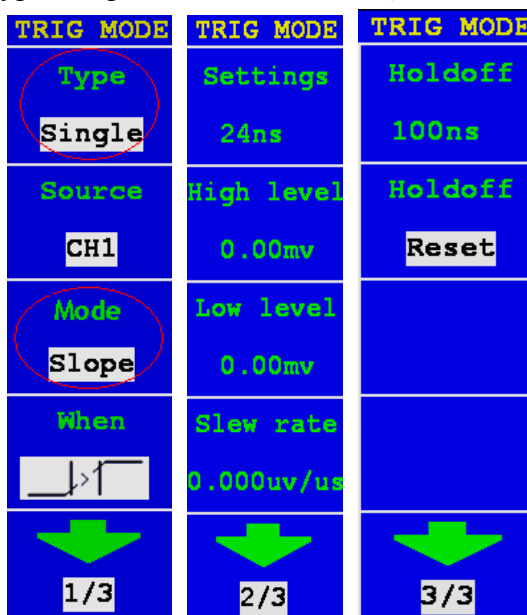 TRIG MODE
Type
Single
Source
CH1
Mode
Slope
When
1/3
TRIG MODE
Settings
24ns
High level
0.00mv
Low level
0.00mv
Slew rate
0.000uv/us
2/3
TRIG MODE
Holdoff
100ns
Holdoff
Reset
3/3